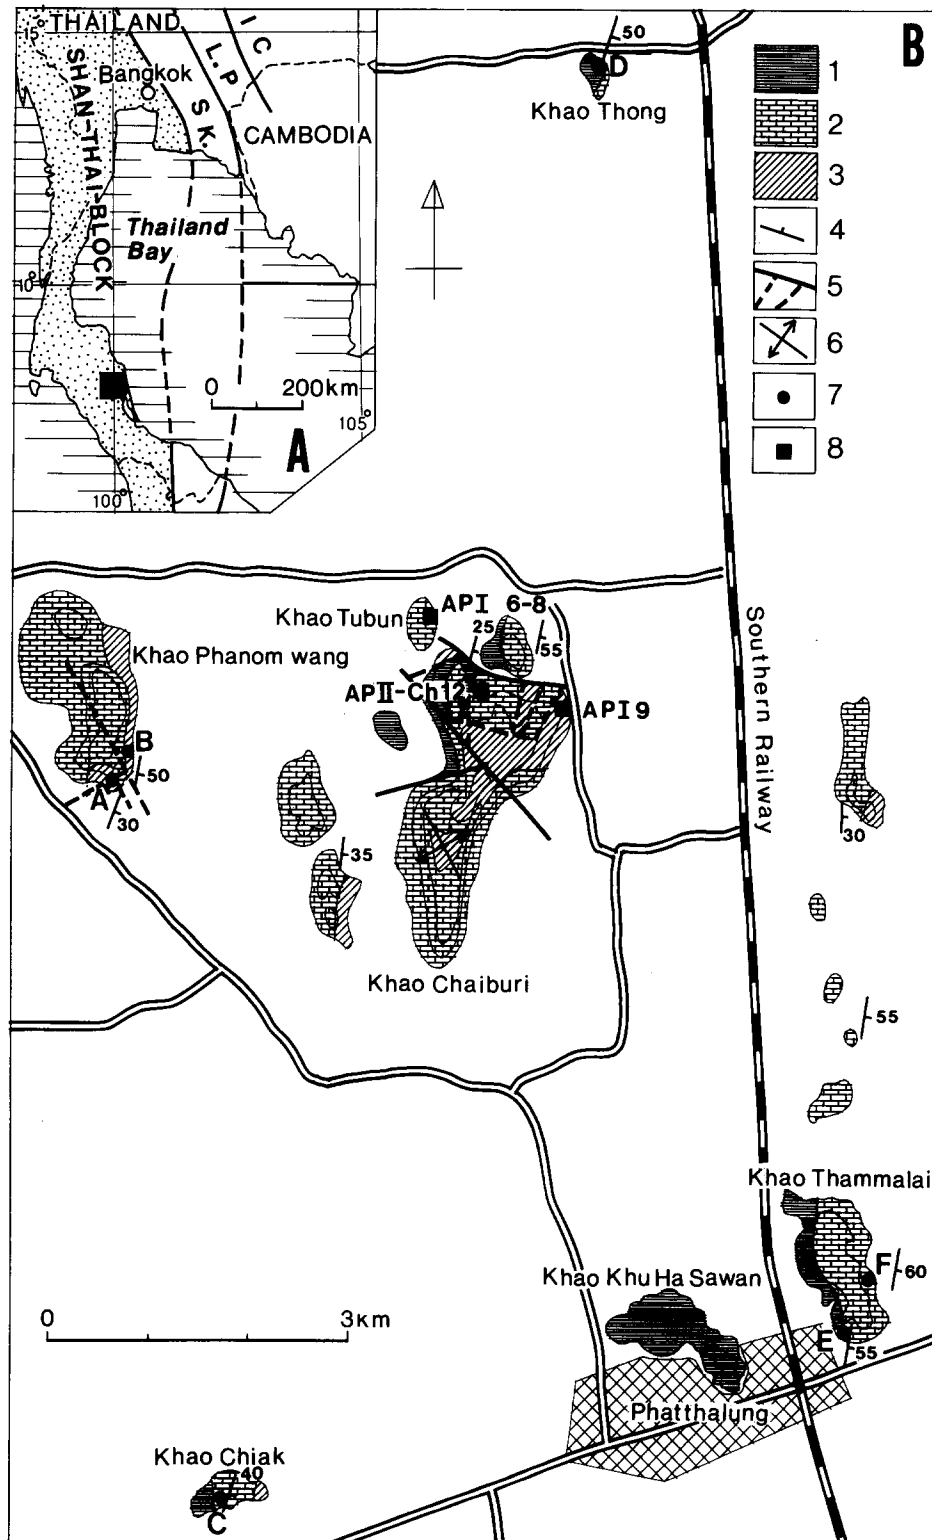 THAILAND
15°
I C
L. P
S K.
Bangkok
SHAN-THAI-BLOCK
CAMBODIA
Thailand
Bay
10°
0 200km
105°
100°
A
B
1
2
3
4
5
6
7
8
50
D
Khao Thong
Khao Tubun
API 6-8
25
55
Khao Phanom wang
APII-Ch12
API9
B
50
A
30
35
Khao Chaiburi
Southern Railway
30
55
Khao Thammalai
F
60
Khao Khu Ha Sawan
0 3km
E
55
Phatthalung
Khao Chiak
40
C